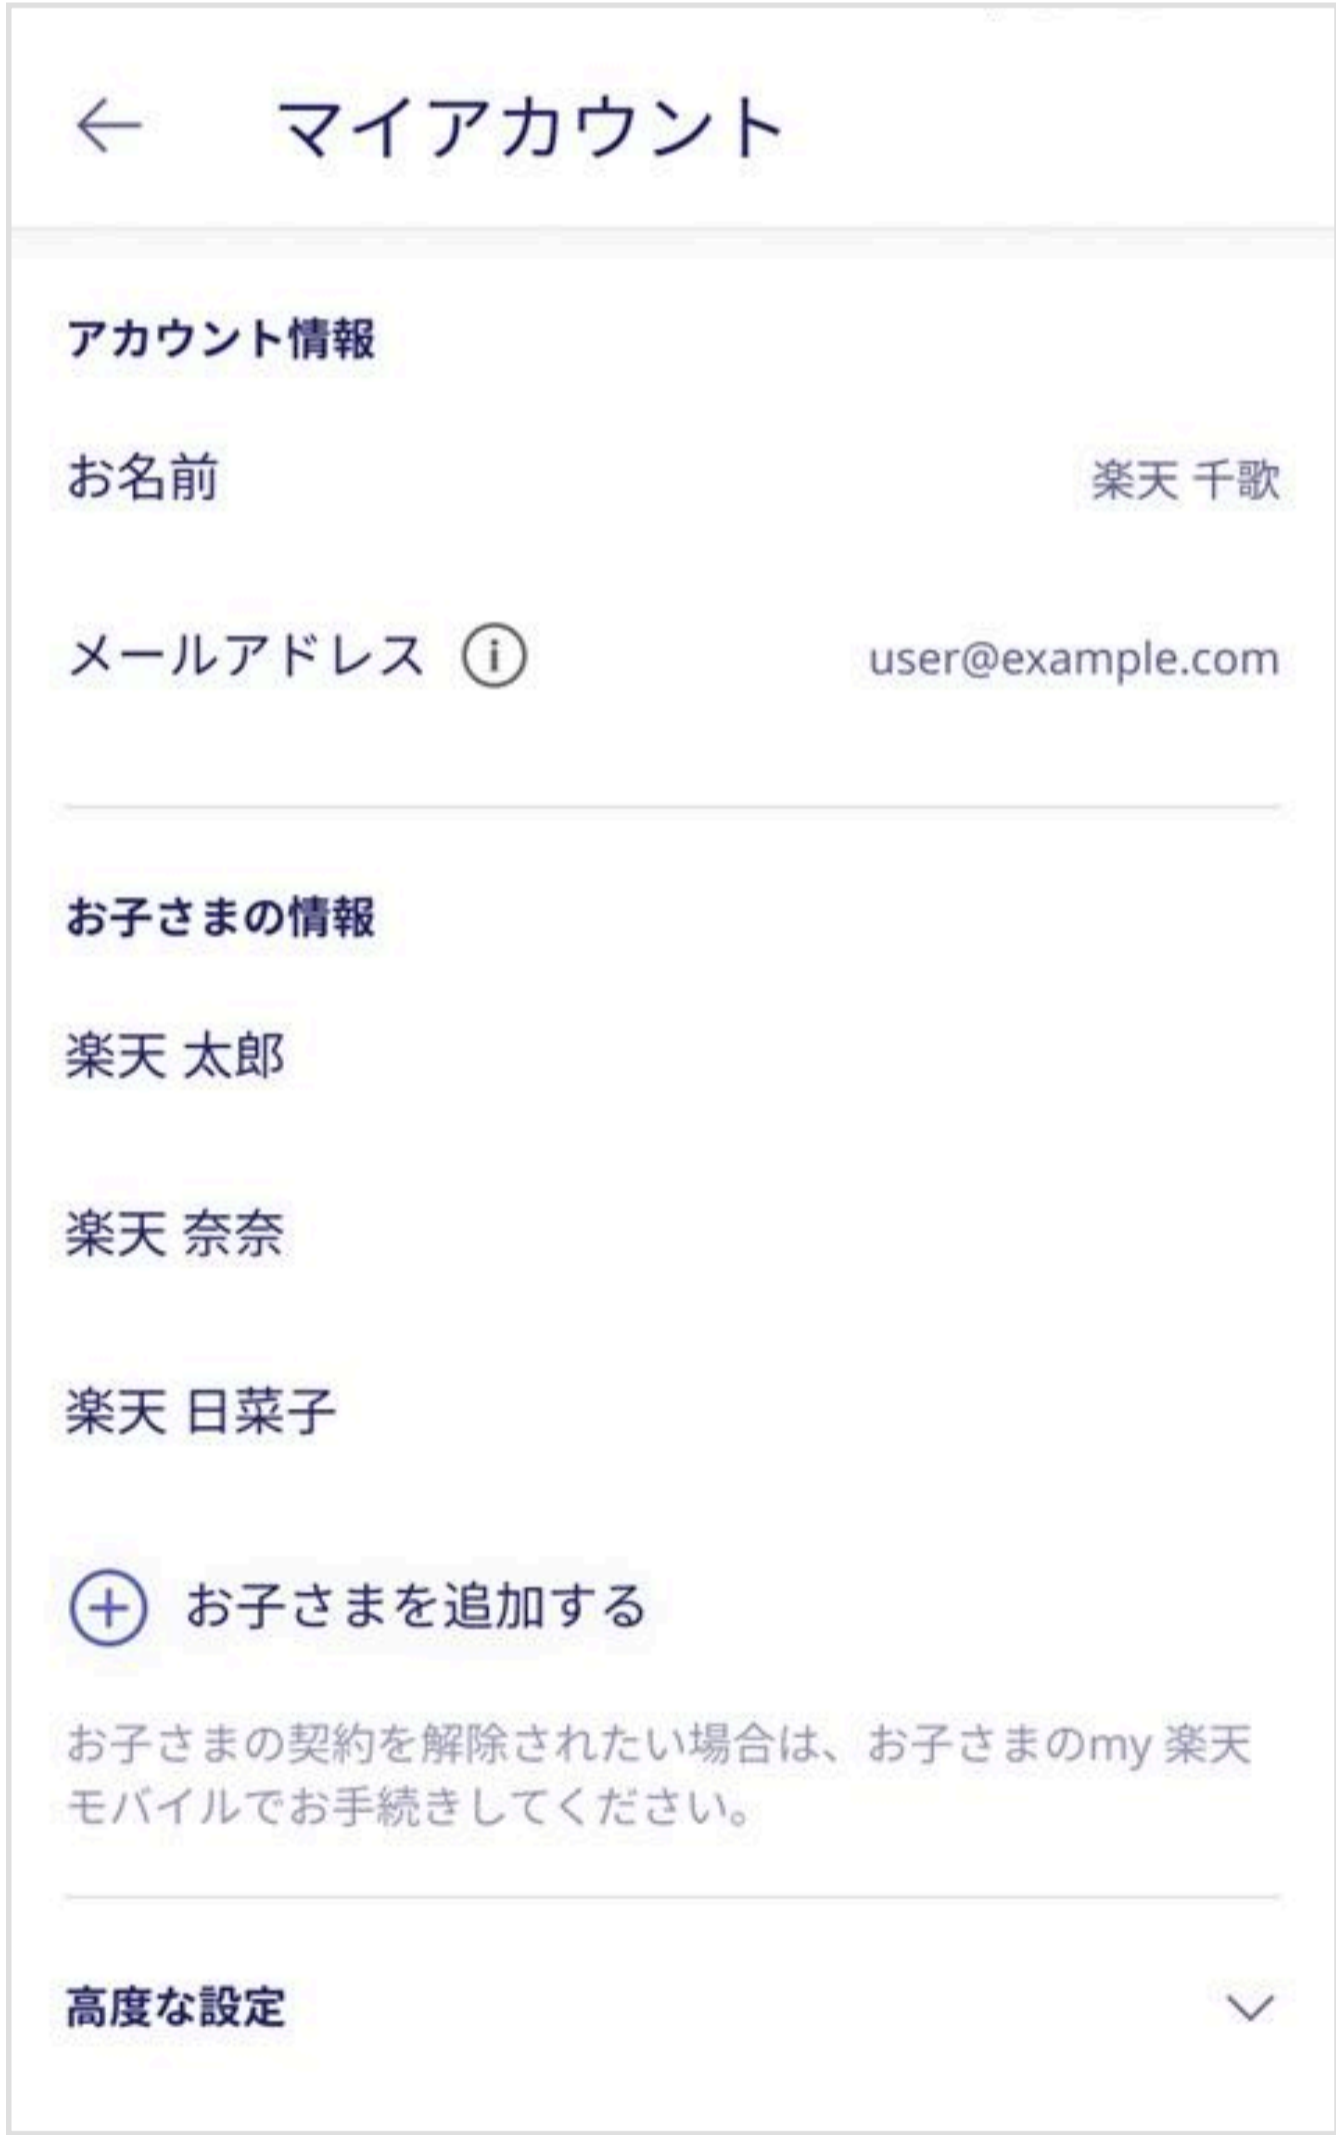 マイアカウント
アカウント情報
お名前 楽天 千歌
メールアドレス user@example.com
お子さまの情報
楽天 太郎
楽天 奈奈
楽天 日菜子
お子さまを追加する
お子さまの契約を解除されたい場合は、お子さまのmy 楽天
モバイルでお手続きしてください。
高度な設定